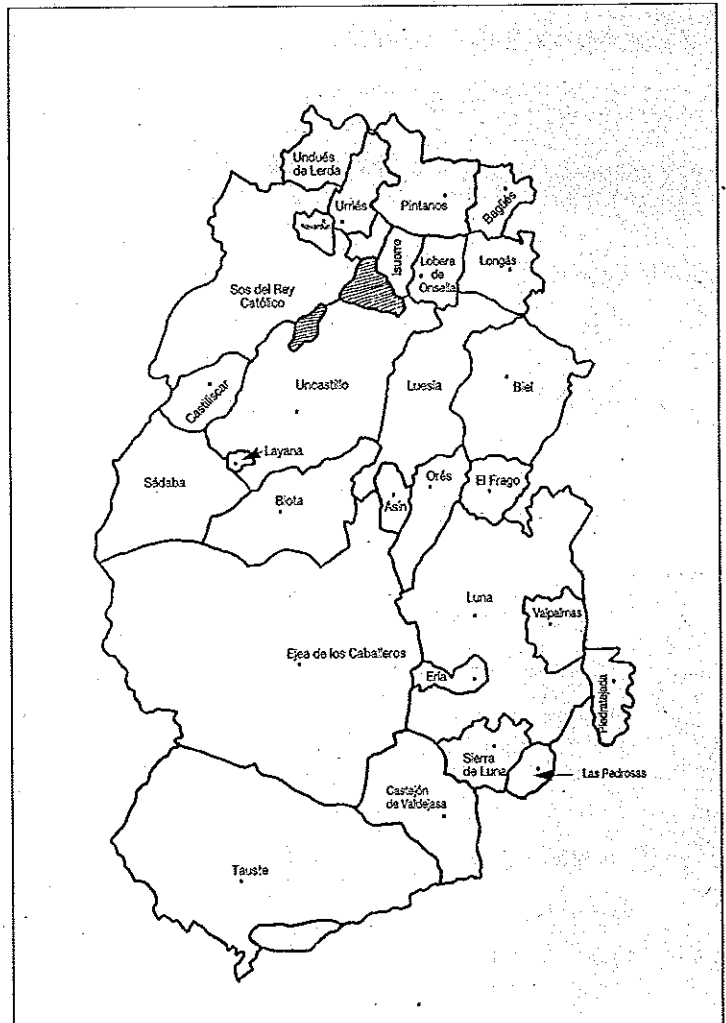 Undués
de Lerda
Urriés
Pintanos
Bagüés
Navardún
Isuerre
Lobera
de
Onsella
Longás
Sos del Rey
Católico
Castiliscar
Uncastillo
Luesia
Biel
Layana
Sádaba
Biota
Asín
Orés
El Frago
Luna
Valpalmas
Ejea de los Caballeros
Erla
Piedratajada
Sierra
de Luna
Las Pedrosas
Castejón
de Valdejasa
Tauste